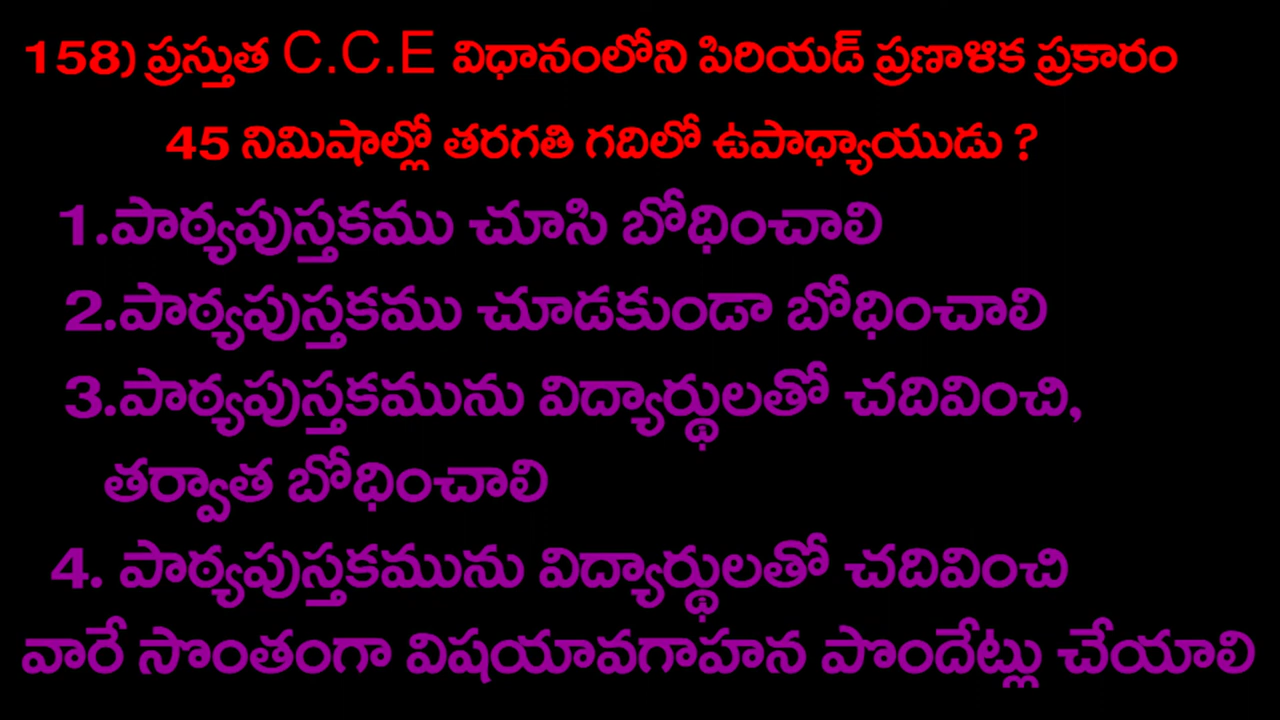 158) ప్రస్తుత C.C.E విధానంలోని పిరియడ్ ప్రణాళిక ప్రకారం
45 నిమిషాల్లో తరగతి గదిలో ఉపాధ్యాయుడు ?
1.పాఠ్యపుస్తకము చూసి బోధించాలి
2.పాఠ్యపుస్తకము చూడకుండా బోధించాలి
3.పాఠ్యపుస్తకమును విద్యార్థులతో చదివించి,
తర్వాత బోధించాలి
4. పాఠ్యపుస్తకమును విద్యార్థులతో చదివించి
వారే సొంతంగా విషయావగాహన పొందేట్లు చేయాలి